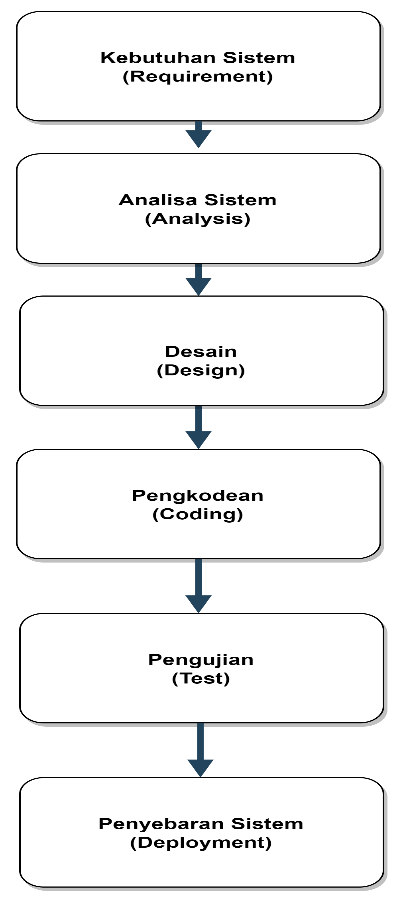 Kebutuhan Sistem
(Requirement)
Analisa Sistem
(Analysis)
Desain
(Design)
Pengkodean
(Coding)
Pengujian
(Test)
Penyebaran Sistem
(Deployment)